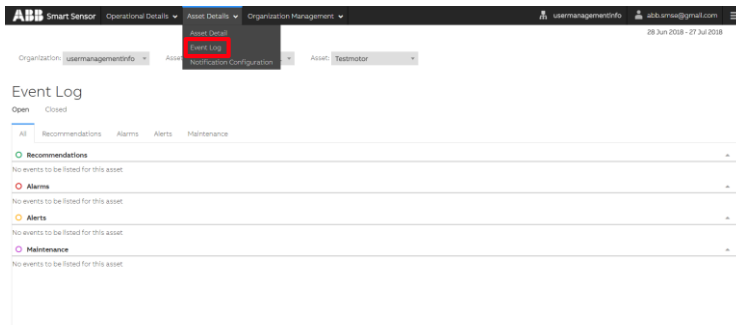 ABB Smart Sensor Operational Details Asset Details Organization Management usermanagementinfo abb.smse@gmail.com
Asset Detail
28 Jun 2018 - 27 Jul 2018
Event Log
Organization: usermanagementinfo Asset: Testmotor
Notification Configuration
Event Log
Open Closed
All Recommendations Alarms Alerts Maintenance
Recommendations
No events to be listed for this asset
Alarms
No events to be listed for this asset
Alerts
No events to be listed for this asset
Maintenance
No events to be listed for this asset